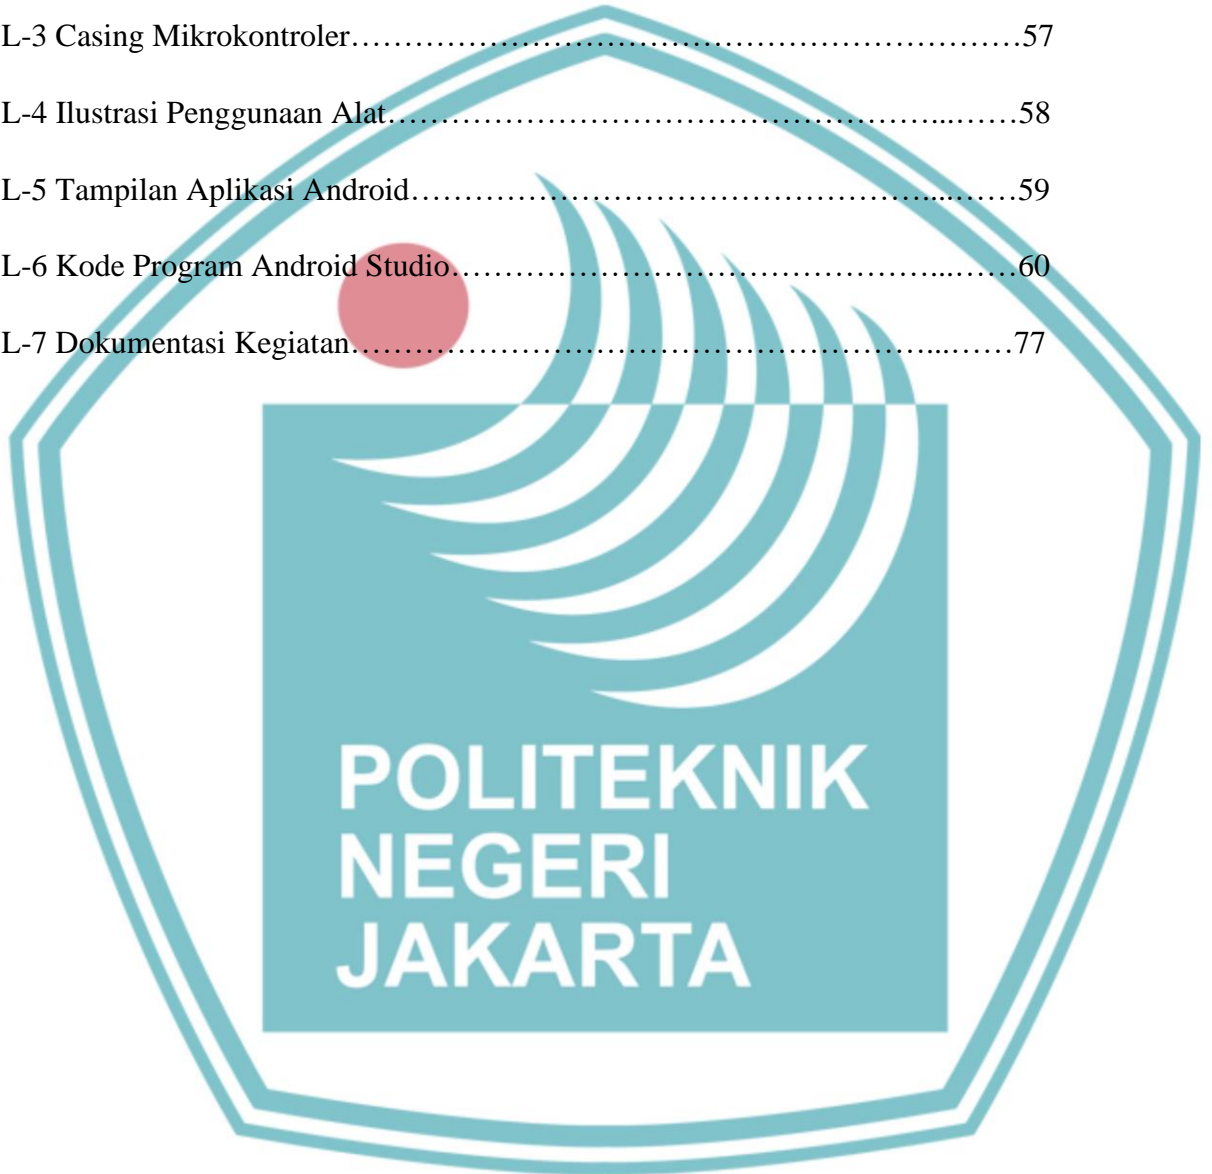 L-3 Casing Mikrokontroler………………………………………………………57
L-4 Ilustrasi Penggunaan Alat……………………………………………...……58
L-5 Tampilan Aplikasi Android…………………………………………....……59
L-6 Kode Program Android Studio………………………………………...……60
L-7 Dokumentasi Kegiatan………………………………………………...……77
POLITEKNIK
NEGERI
JAKARTA